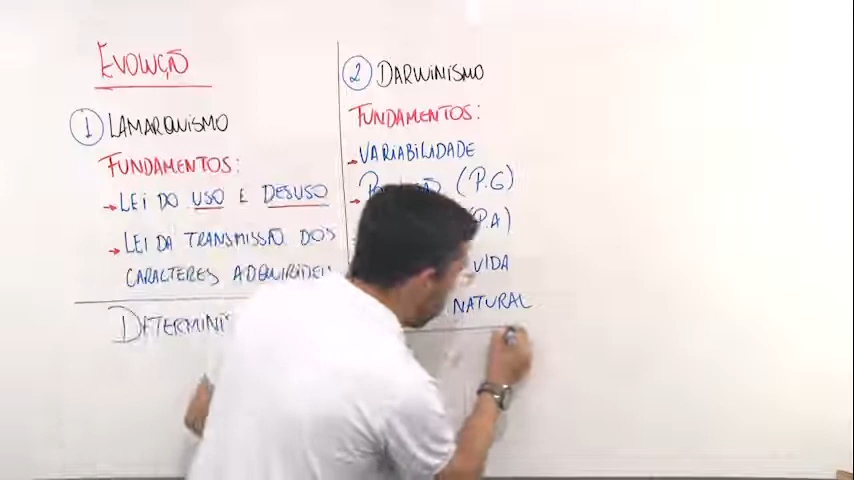 EVOLUÇÃO
1 LAMARQUISMO
FUNDAMENTOS:
→ LEI DO USO E DESUSO
→ LEI DA TRANSMISSÃO DOS
CARACTERES
2 DARWINISMO
FUNDAMENTOS:
→ VARIABILIDADE
→ (P.G)
P.A)
VIDA
NATURAL